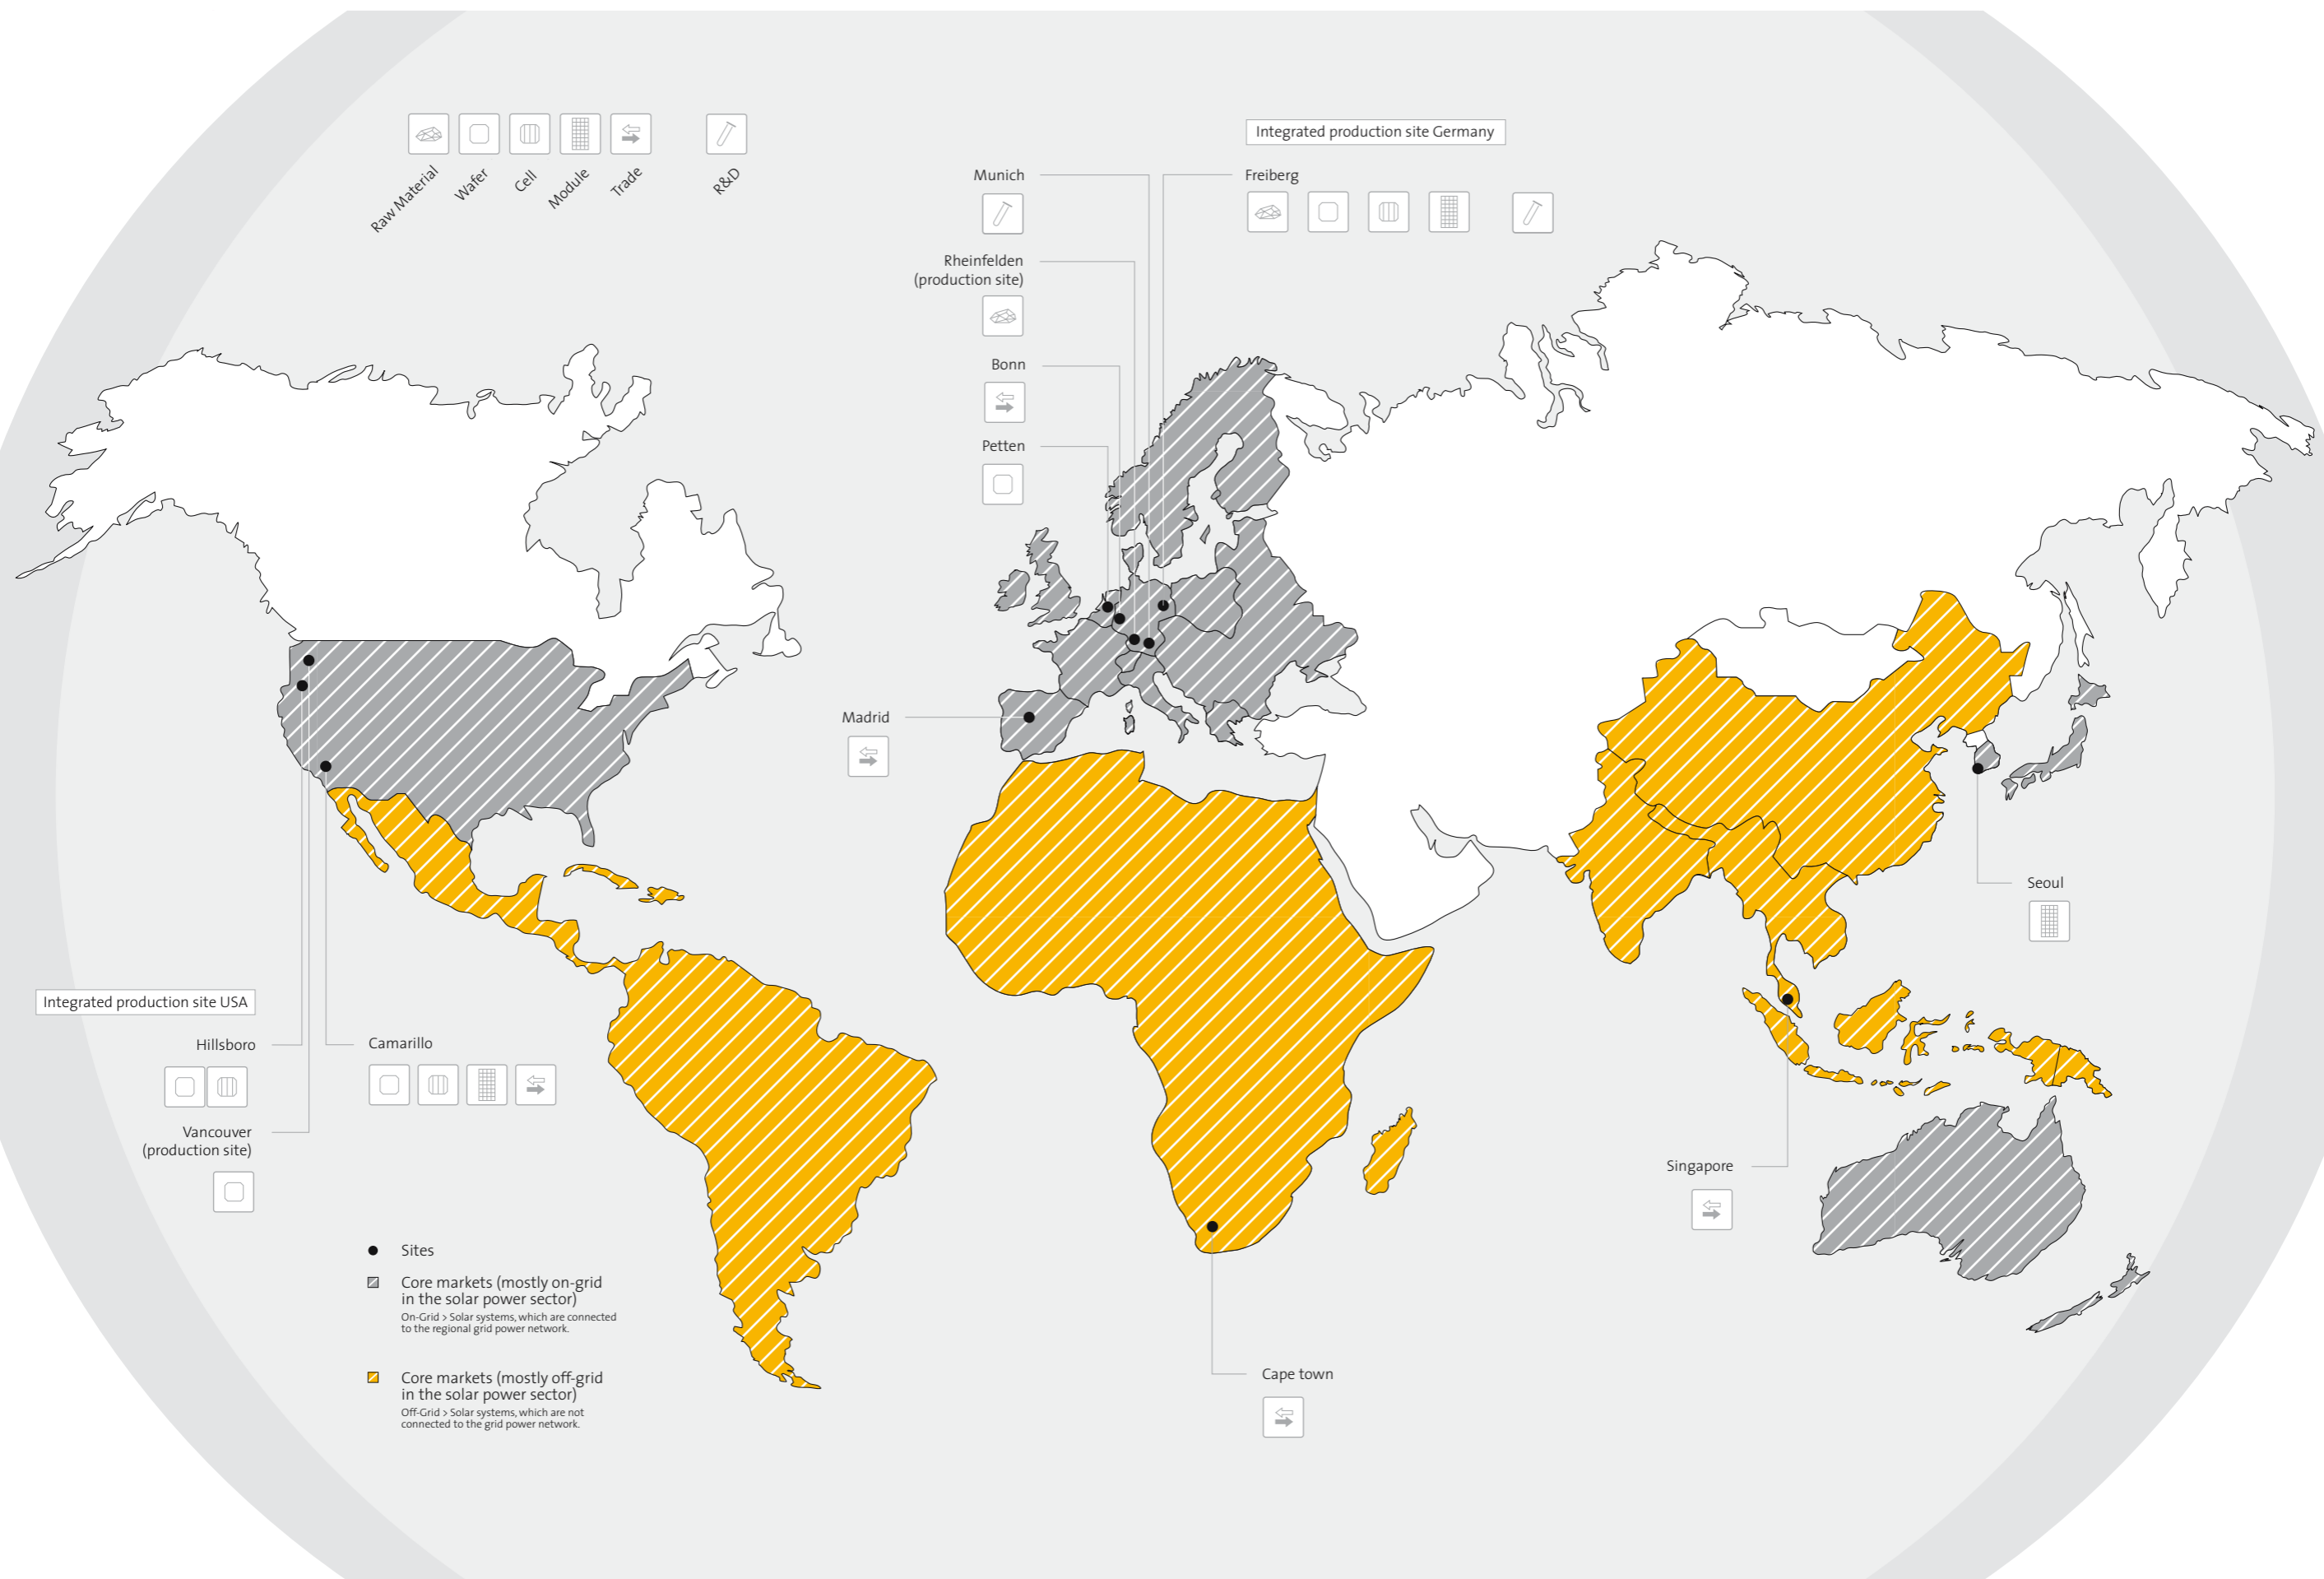 Raw Material
Wafer
Cell
Module
Trade
R&D
Integrated production site Germany
Munich
Freiberg
Rheinfelden
(production site)
Bonn
Petten
Madrid
Seoul
Integrated production site USA
Hillsboro
Camarillo
Vancouver
(production site)
Singapore
Sites
Core markets (mostly on-grid
in the solar power sector)
On-Grid > Solar systems, which are connected
to the regional grid power network.
Cape town
Core markets (mostly off-grid
in the solar power sector)
Off-Grid > Solar systems, which are not
connected to the grid power network.